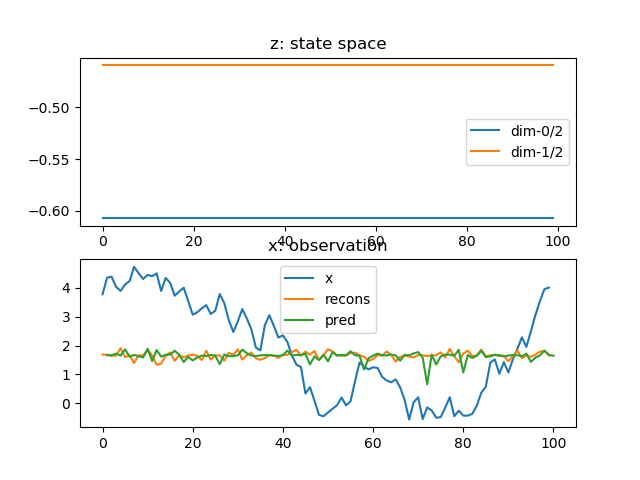 z: state space
−0.50
−0.55
−0.60
dim-0/2
dim-1/2
0 20 40 60 80 100
x: observation
4
3
2
1
0
x
recons
pred
0 20 40 60 80 100